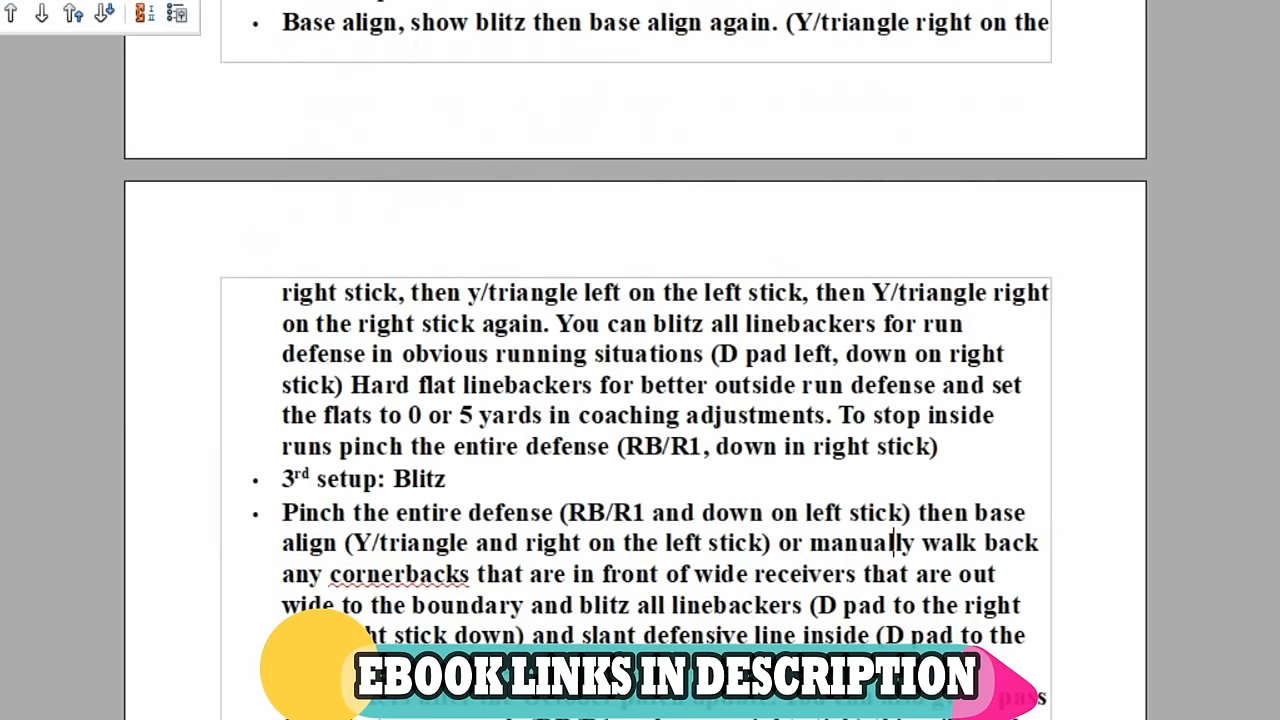 Base align, show blitz then base align again. (Y/triangle right on the
right stick, then y/triangle left on the left stick, then Y/triangle right
on the right stick again. You can blitz all linebackers for run
defense in obvious running situations (D pad left, down on right
stick) Hard flat linebackers for better outside run defense and set
the flats to 0 or 5 yards in coaching adjustments. To stop inside
runs pinch the entire defense (RB/R1, down in right stick)
3rd setup: Blitz
Pinch the entire defense (RB/R1 and down on left stick) then base
align (Y/triangle and right on the left stick) or manually walk back
any cornerbacks that are in front of wide receivers that are out
wide to the boundary and blitz all linebackers (D pad to the right
stick down) and slant defensive line inside (D pad to the
EBOOK LINKS IN DESCRIPTION